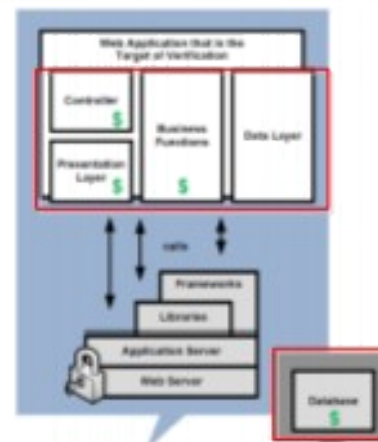 Web Application that is the
Target of Verification
Controller
$
Presentation
Layer
$
Business
Functions
$
Data Layer
calls
Frameworks
Libraries
Application Server
Web Server
Database
$